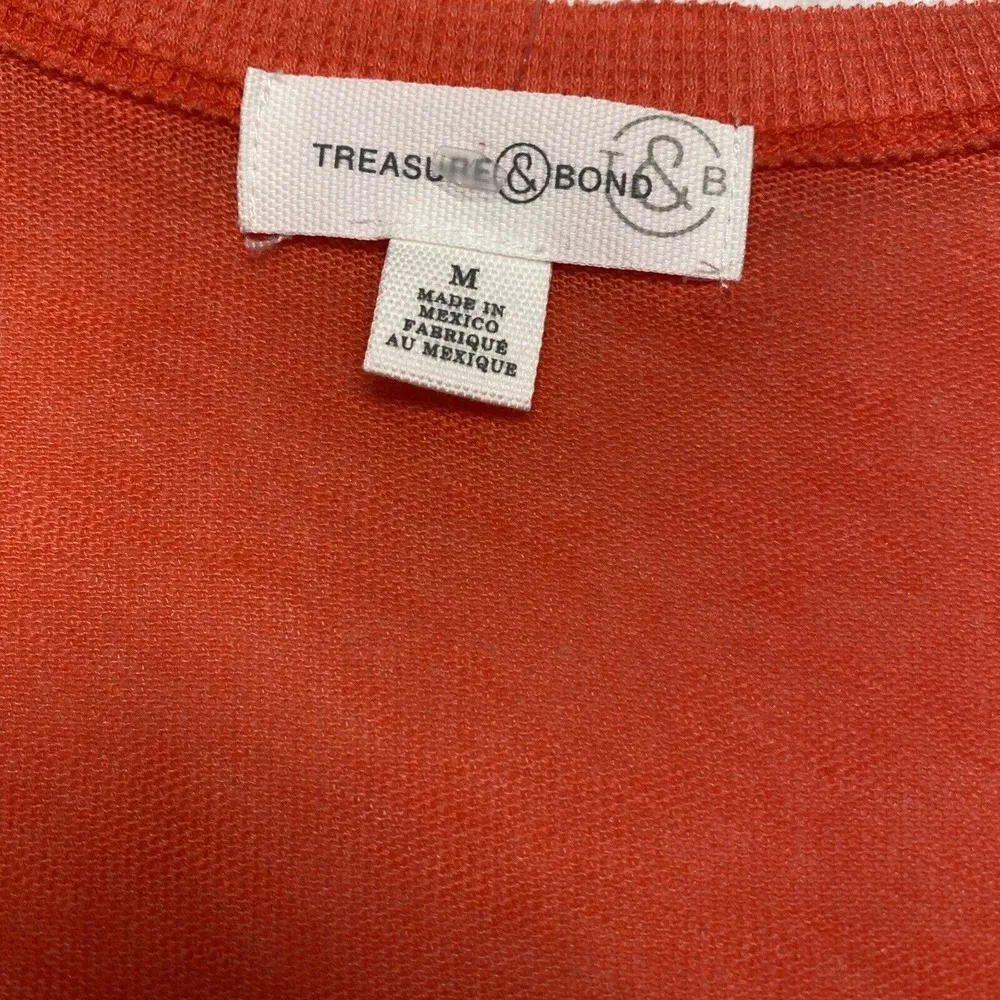 TREASURE & BOND
T & B
M
MADE IN
MEXICO
FABRIQUÉ
AU MEXIQUE